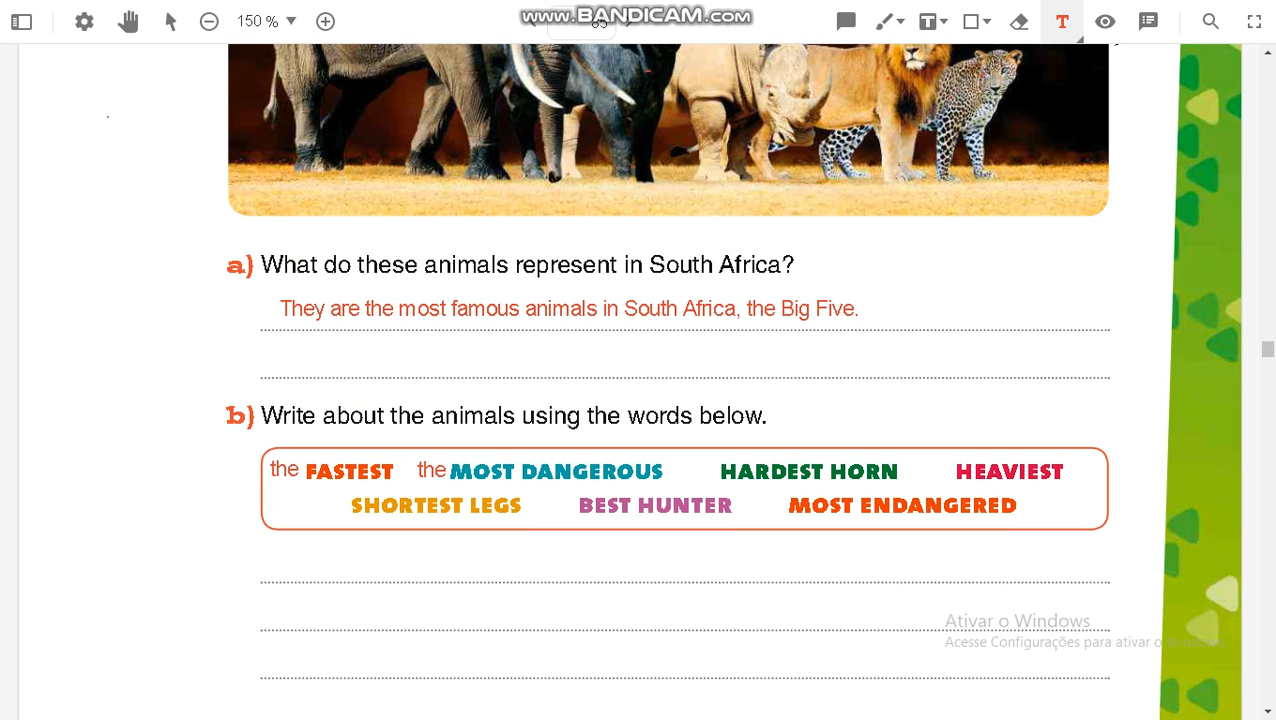 150 %
www.BANDICAM.com
a) What do these animals represent in South Africa?
They are the most famous animals in South Africa, the Big Five.
b) Write about the animals using the words below.
the FASTEST the MOST DANGEROUS HARDEST HORN HEAVIEST
SHORTEST LEGS BEST HUNTER MOST ENDANGERED
Ativar o Windows
Acesse Configurações para ativar o Windows.